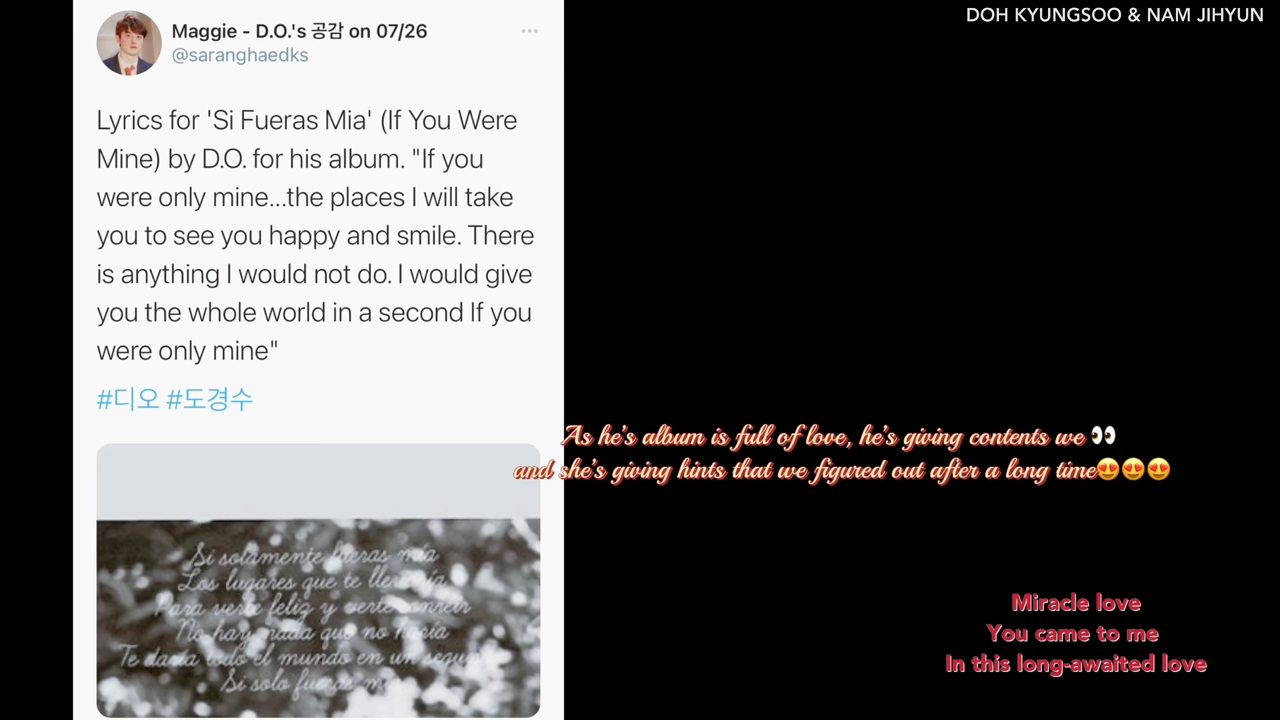 DOH KYUNGSOO & NAM JIHYUN
Maggie - D.O.'s 공감 on 07/26
@saranghaedks
Lyrics for 'Si Fueras Mia' (If You Were
Mine) by D.O. for his album. "If you
were only mine...the places I will take
you to see you happy and smile. There
is anything I would not do. I would give
you the whole world in a second If you
were only mine"
#디오 #도경수
As he's album is full of love, he's giving contents we 👀
and she's giving hints that we figured out after a long time😍😍😍
Si solamente fueras mía
Los lugares que te llevaría
Para verte feliz y verte sonreír
No hay nada que no haría
Te daría todo el mundo en un
Si solo fueras
Miracle love
You came to me
In this long-awaited love